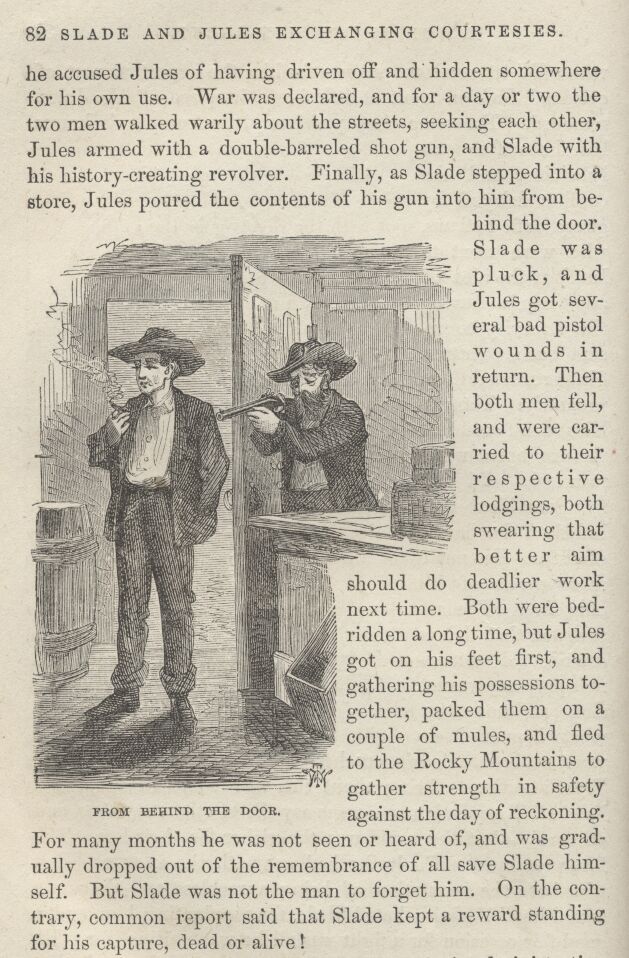 82 SLADE AND JULES EXCHANGING COURTESIES.
he accused Jules of having driven off and hidden somewhere
for his own use. War was declared, and for a day or two the
two men walked warily about the streets, seeking each other,
Jules armed with a double-barreled shot gun, and Slade with
his history-creating revolver. Finally, as Slade stepped into a
store, Jules poured the contents of his gun into him from be-
hind the door.
Slade was
pluck, and
Jules got sev-
eral bad pistol
wounds in
return. Then
both men fell,
and were car-
ried to their
respective
lodgings, both
swearing that
better aim
should do deadlier work
next time. Both were bed-
ridden a long time, but Jules
got on his feet first, and
gathering his possessions to-
gether, packed them on a
couple of mules, and fled
to the Rocky Mountains to
gather strength in safety
against the day of reckoning.
FROM BEHIND THE DOOR.
For many months he was not seen or heard of, and was grad-
ually dropped out of the remembrance of all save Slade him-
self. But Slade was not the man to forget him. On the con-
trary, common report said that Slade kept a reward standing
for his capture, dead or alive!